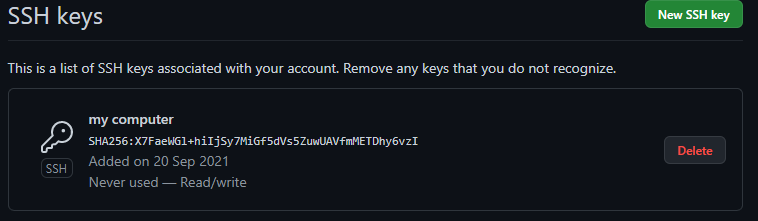 SSH keys
New SSH key
This is a list of SSH keys associated with your account. Remove any keys that you do not recognize.
my computer
SHA256:X7FaeWGl+hiIjSy7MiGf5dVs5ZuwUAVfmMETDhy6vzI
SSH
Added on 20 Sep 2021
Never used — Read/write
Delete